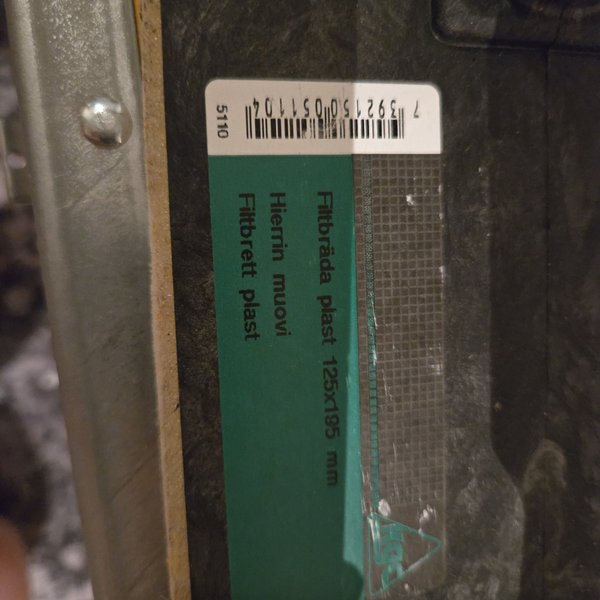 7 392150 051104
5110
Filtbräda plast 125x195 mm
Hierrin muovi
Filtbrett plast